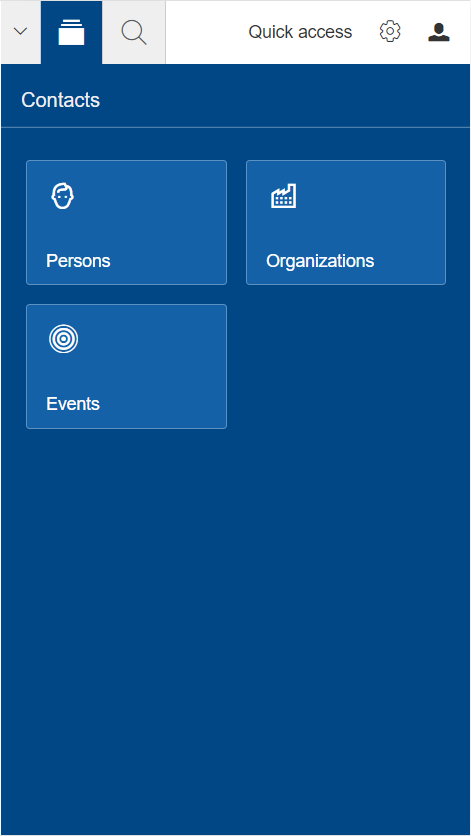 Quick access
Contacts
Persons
Organizations
Events